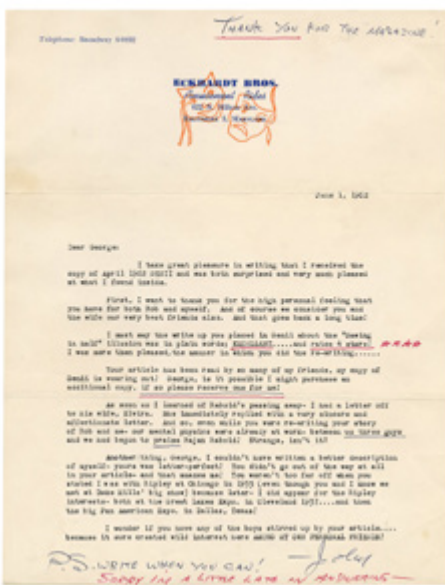 THANK YOU FOR THE MAGAZINE!
Telephone: Broadway
ECKHARDT BROS.
June 1, 1962
Dear George:
I take great pleasure in writing that I received the
copy of April 1962 GENII and was both surprised and very much pleased
at what I found inside.
First, I want to thank you for the high personal feeling that
you have for both Bob and myself. And of course we consider you and
the wife our very best friends also. And that goes back a long time!
I must say the write up you placed in Genii about the "Sawing
in half" illusion was in plain words; EXCELLENT.....and rates 4 stars!
I was more than pleased, the manner in which you did the re-writing......
Your article has been read by so many of my friends, my copy of
Genii is wearing out! George, is it possible I might purchase an
additional copy, if so please reserve one for me!
As soon as I learned of Raboid's passing away- I had a letter off
to his wife, Elvira. She immediately replied with a very sincere and
affectionate letter. And so, even while you were re-writing your story
of Bob and me- our mental physics were already at work- between us three guys
and we had begun to praise Rajah Raboid! Strange, isn't it?
Another thing, George, I couldn't have written a better description
of myself- yours was letter-perfect! You didn't go out of the way at all
in your article- and that amazes me! You weren't too far off when you
stated I was with Ripley at Chicago in 1933 (even though you and I know we
met at Dave Mills' big show) because later- I did appear for the Ripley
interests- both at the great Lakes Expo. in Cleveland 1937....and then
the big Pan American Expo. in Dallas, Texas!
I wonder if you have any of the boys stirred up by your article.....
because it sure created wild interest here AMONG OF OUR PERSONAL FRIENDS!
P.S. WRITE WHEN YOU CAN!
SORRY IM A LITTLE LATE IN ANSWERING-